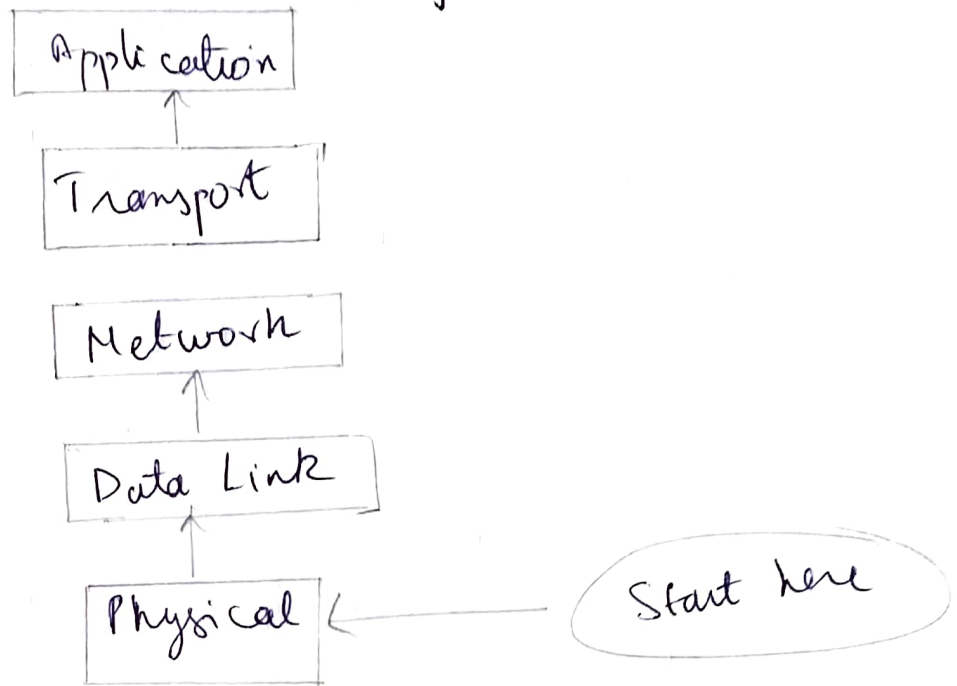 Application
Transport
Network
Data Link
Physical
Start here